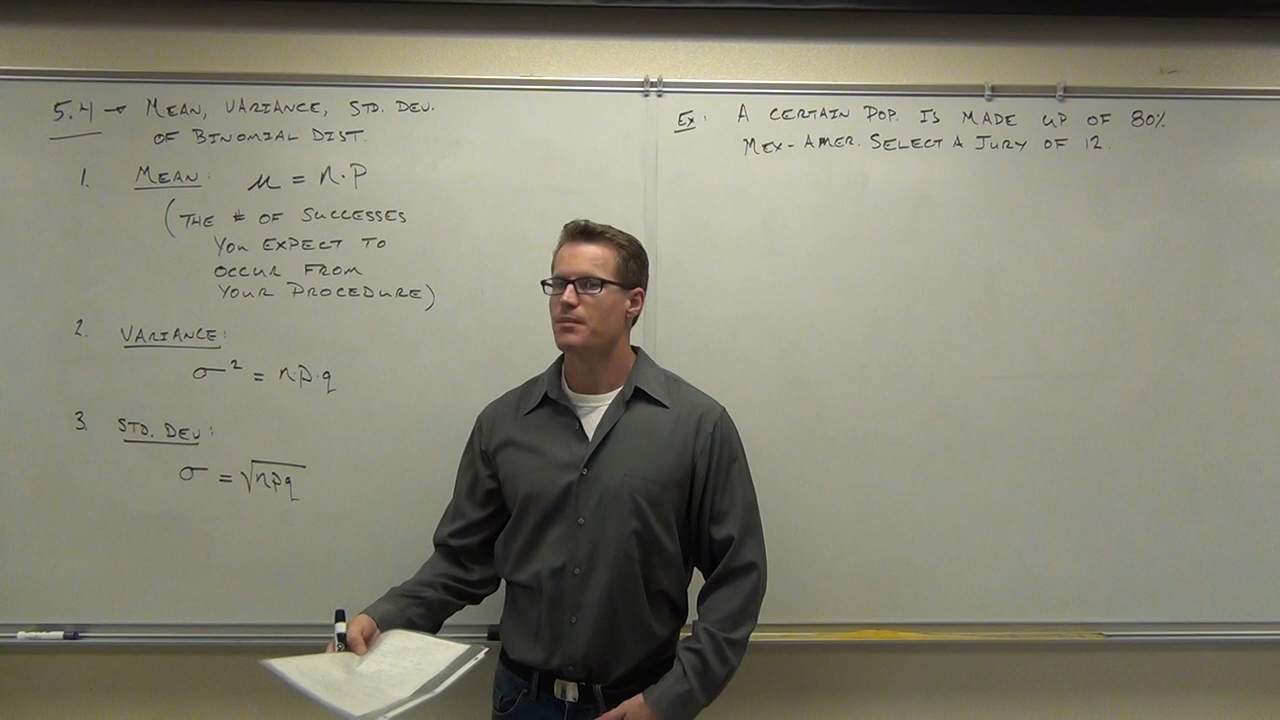 5.4 → MEAN, VARIANCE, STD. DEV.
OF BINOMIAL DIST.
1. MEAN: μ = n·P
(THE # OF SUCCESSES
YOU EXPECT TO
OCCUR FROM
YOUR PROCEDURE)
2. VARIANCE:
σ² = n·p·q
3. STD. DEV:
σ = √npq
Ex: A CERTAIN POP. IS MADE UP OF 80%
MEX-AMER. SELECT A JURY OF 12.